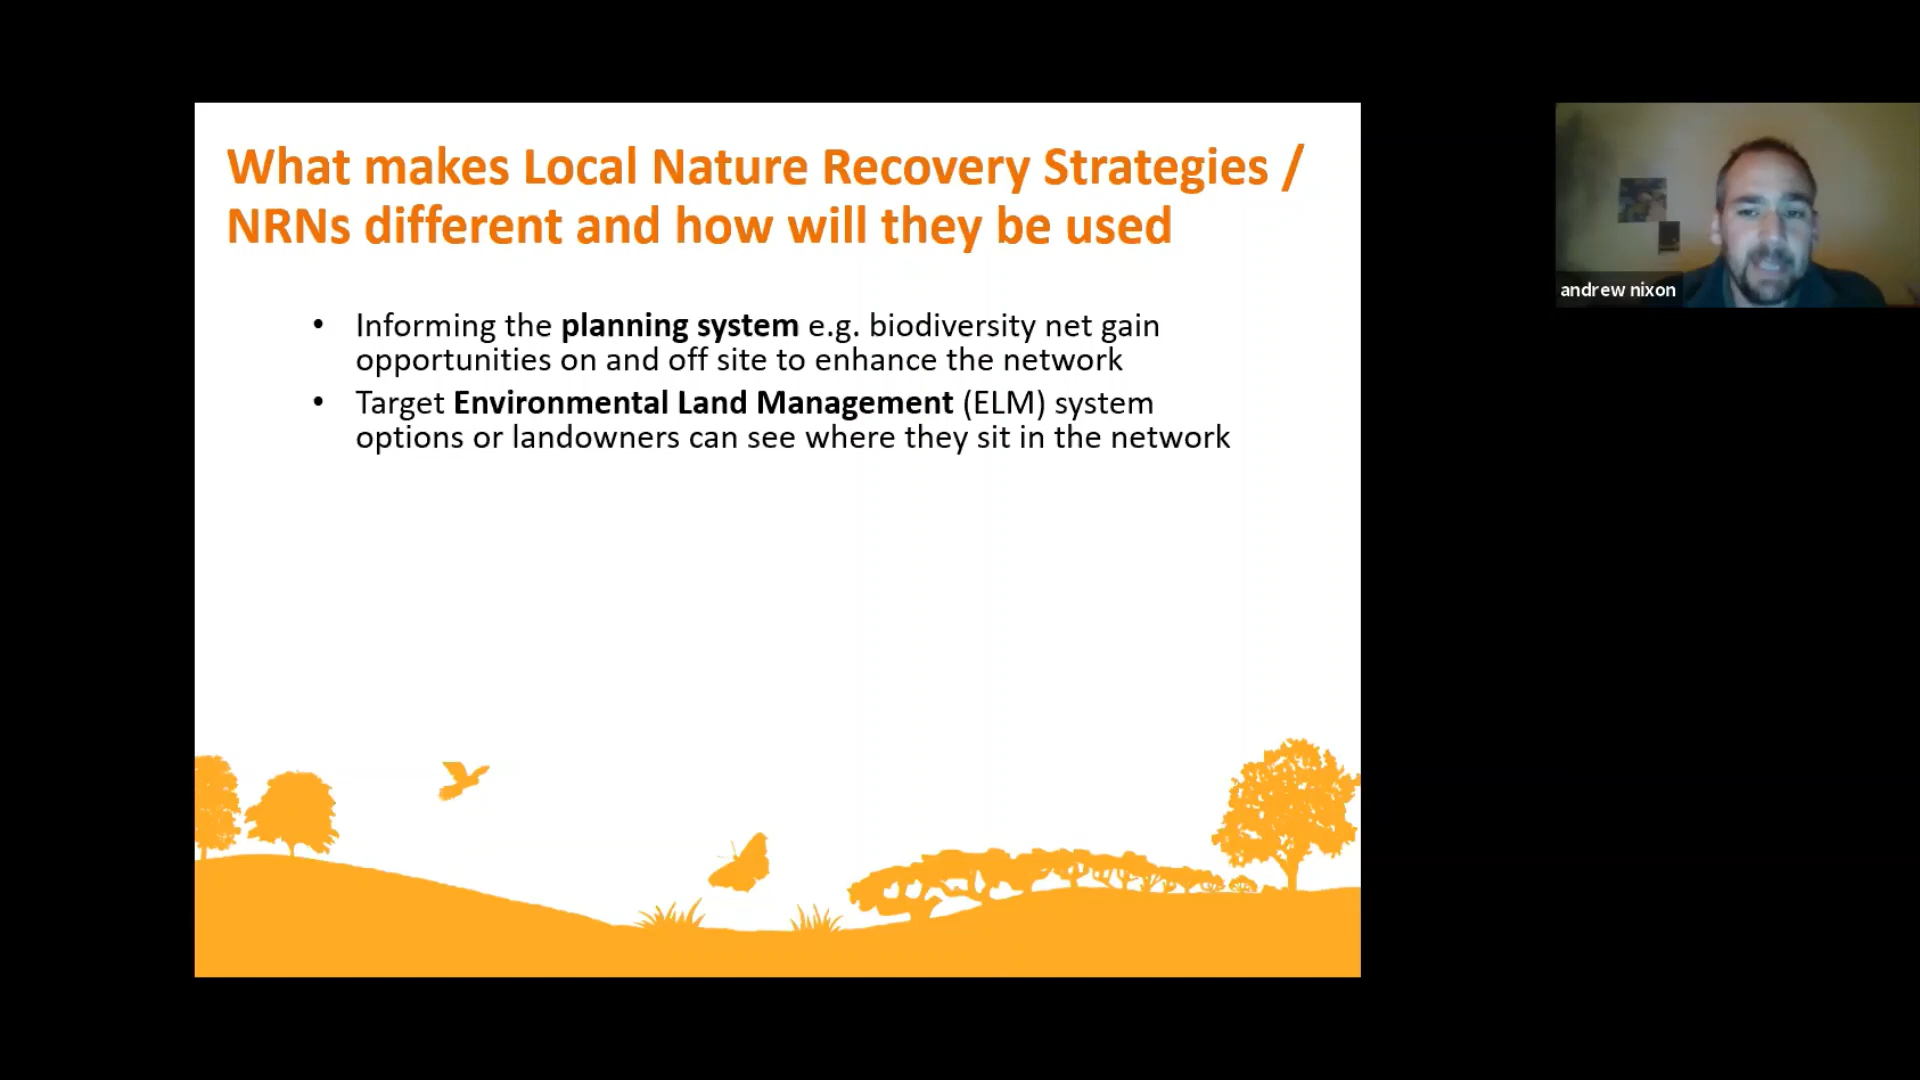 What makes Local Nature Recovery Strategies /
NRNs different and how will they be used
• Informing the planning system e.g. biodiversity net gain
opportunities on and off site to enhance the network
• Target Environmental Land Management (ELM) system
options or landowners can see where they sit in the network
andrew nixon